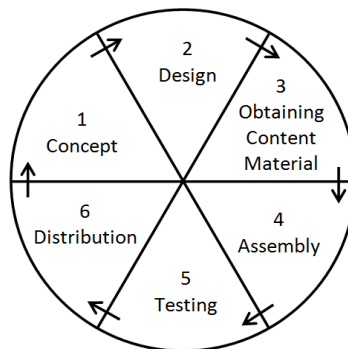 1
Concept
2
Design
3
Obtaining
Content
Material
4
Assembly
5
Testing
6
Distribution